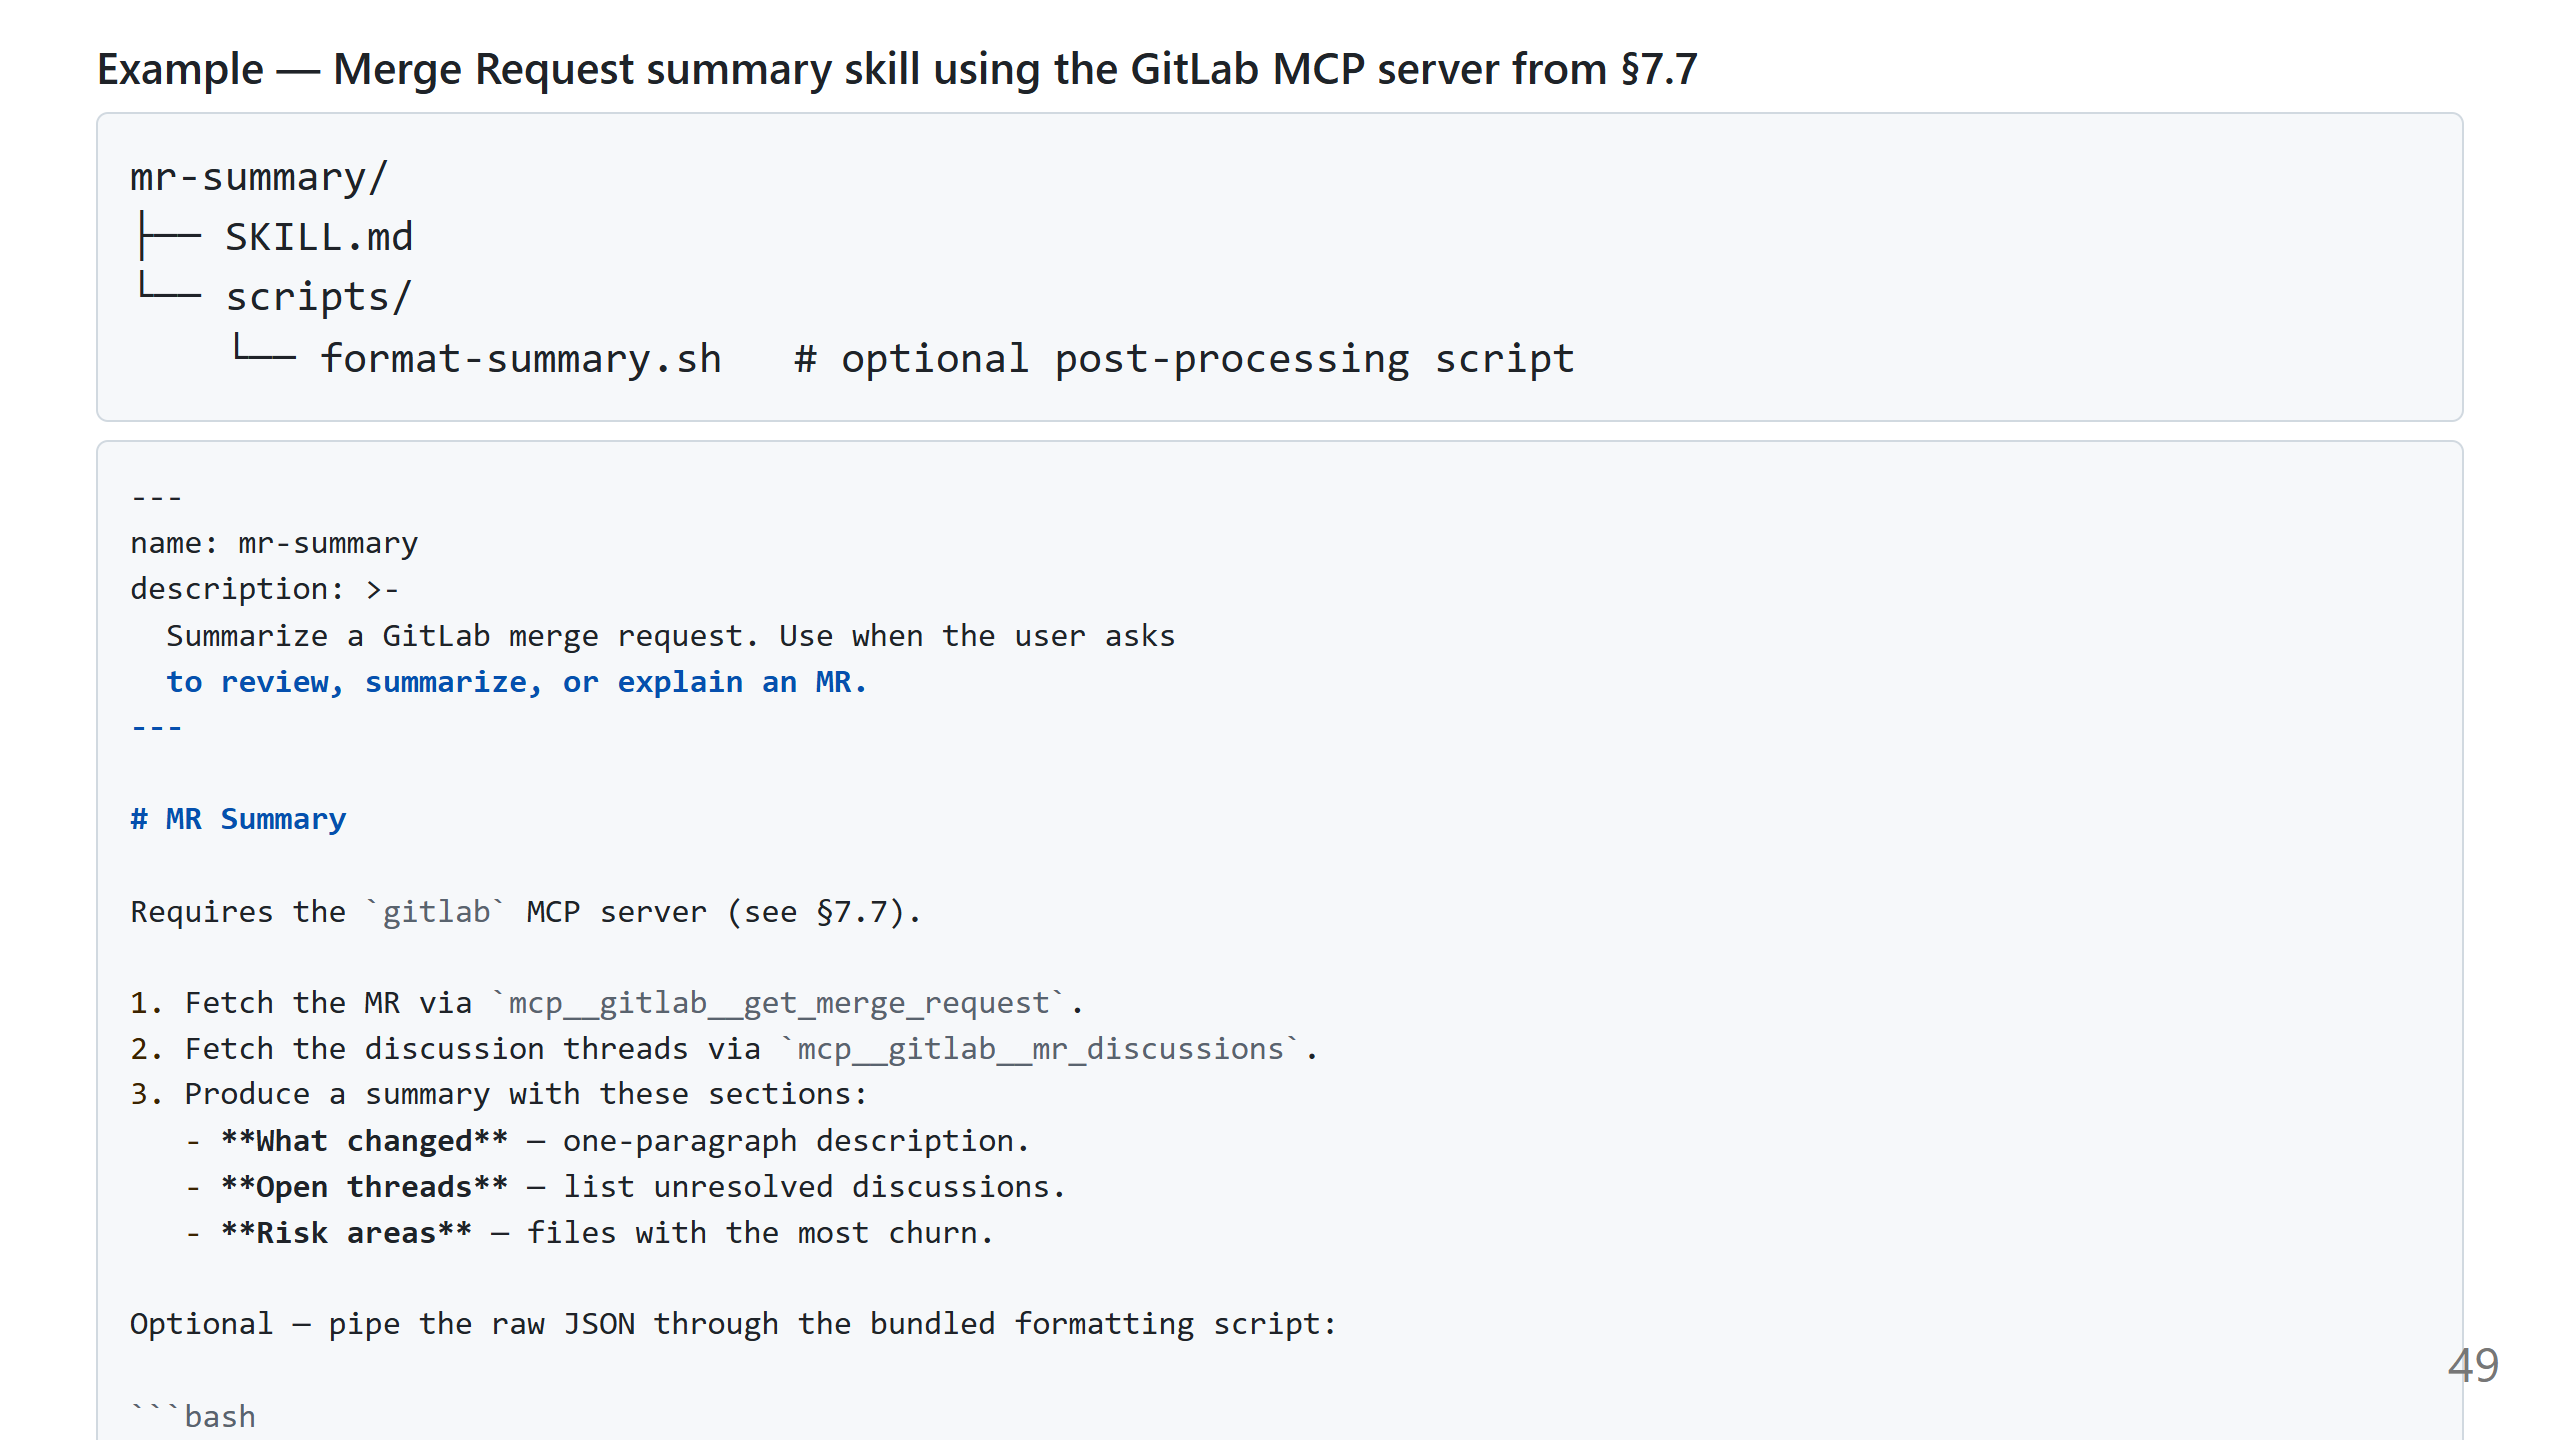 Example — Merge Request summary skill using the GitLab MCP server from §7.7
mr-summary/
├── SKILL.md
└── scripts/
    └── format-summary.sh   # optional post-processing script
---
name: mr-summary
description: >-
  Summarize a GitLab merge request. Use when the user asks
  to review, summarize, or explain an MR.
---
# MR Summary
Requires the `gitlab` MCP server (see §7.7).
1. Fetch the MR via `mcp__gitlab__get_merge_request`.
2. Fetch the discussion threads via `mcp__gitlab__mr_discussions`.
3. Produce a summary with these sections:
   - **What changed** — one-paragraph description.
   - **Open threads** — list unresolved discussions.
   - **Risk areas** — files with the most churn.
Optional — pipe the raw JSON through the bundled formatting script:
49
```bash